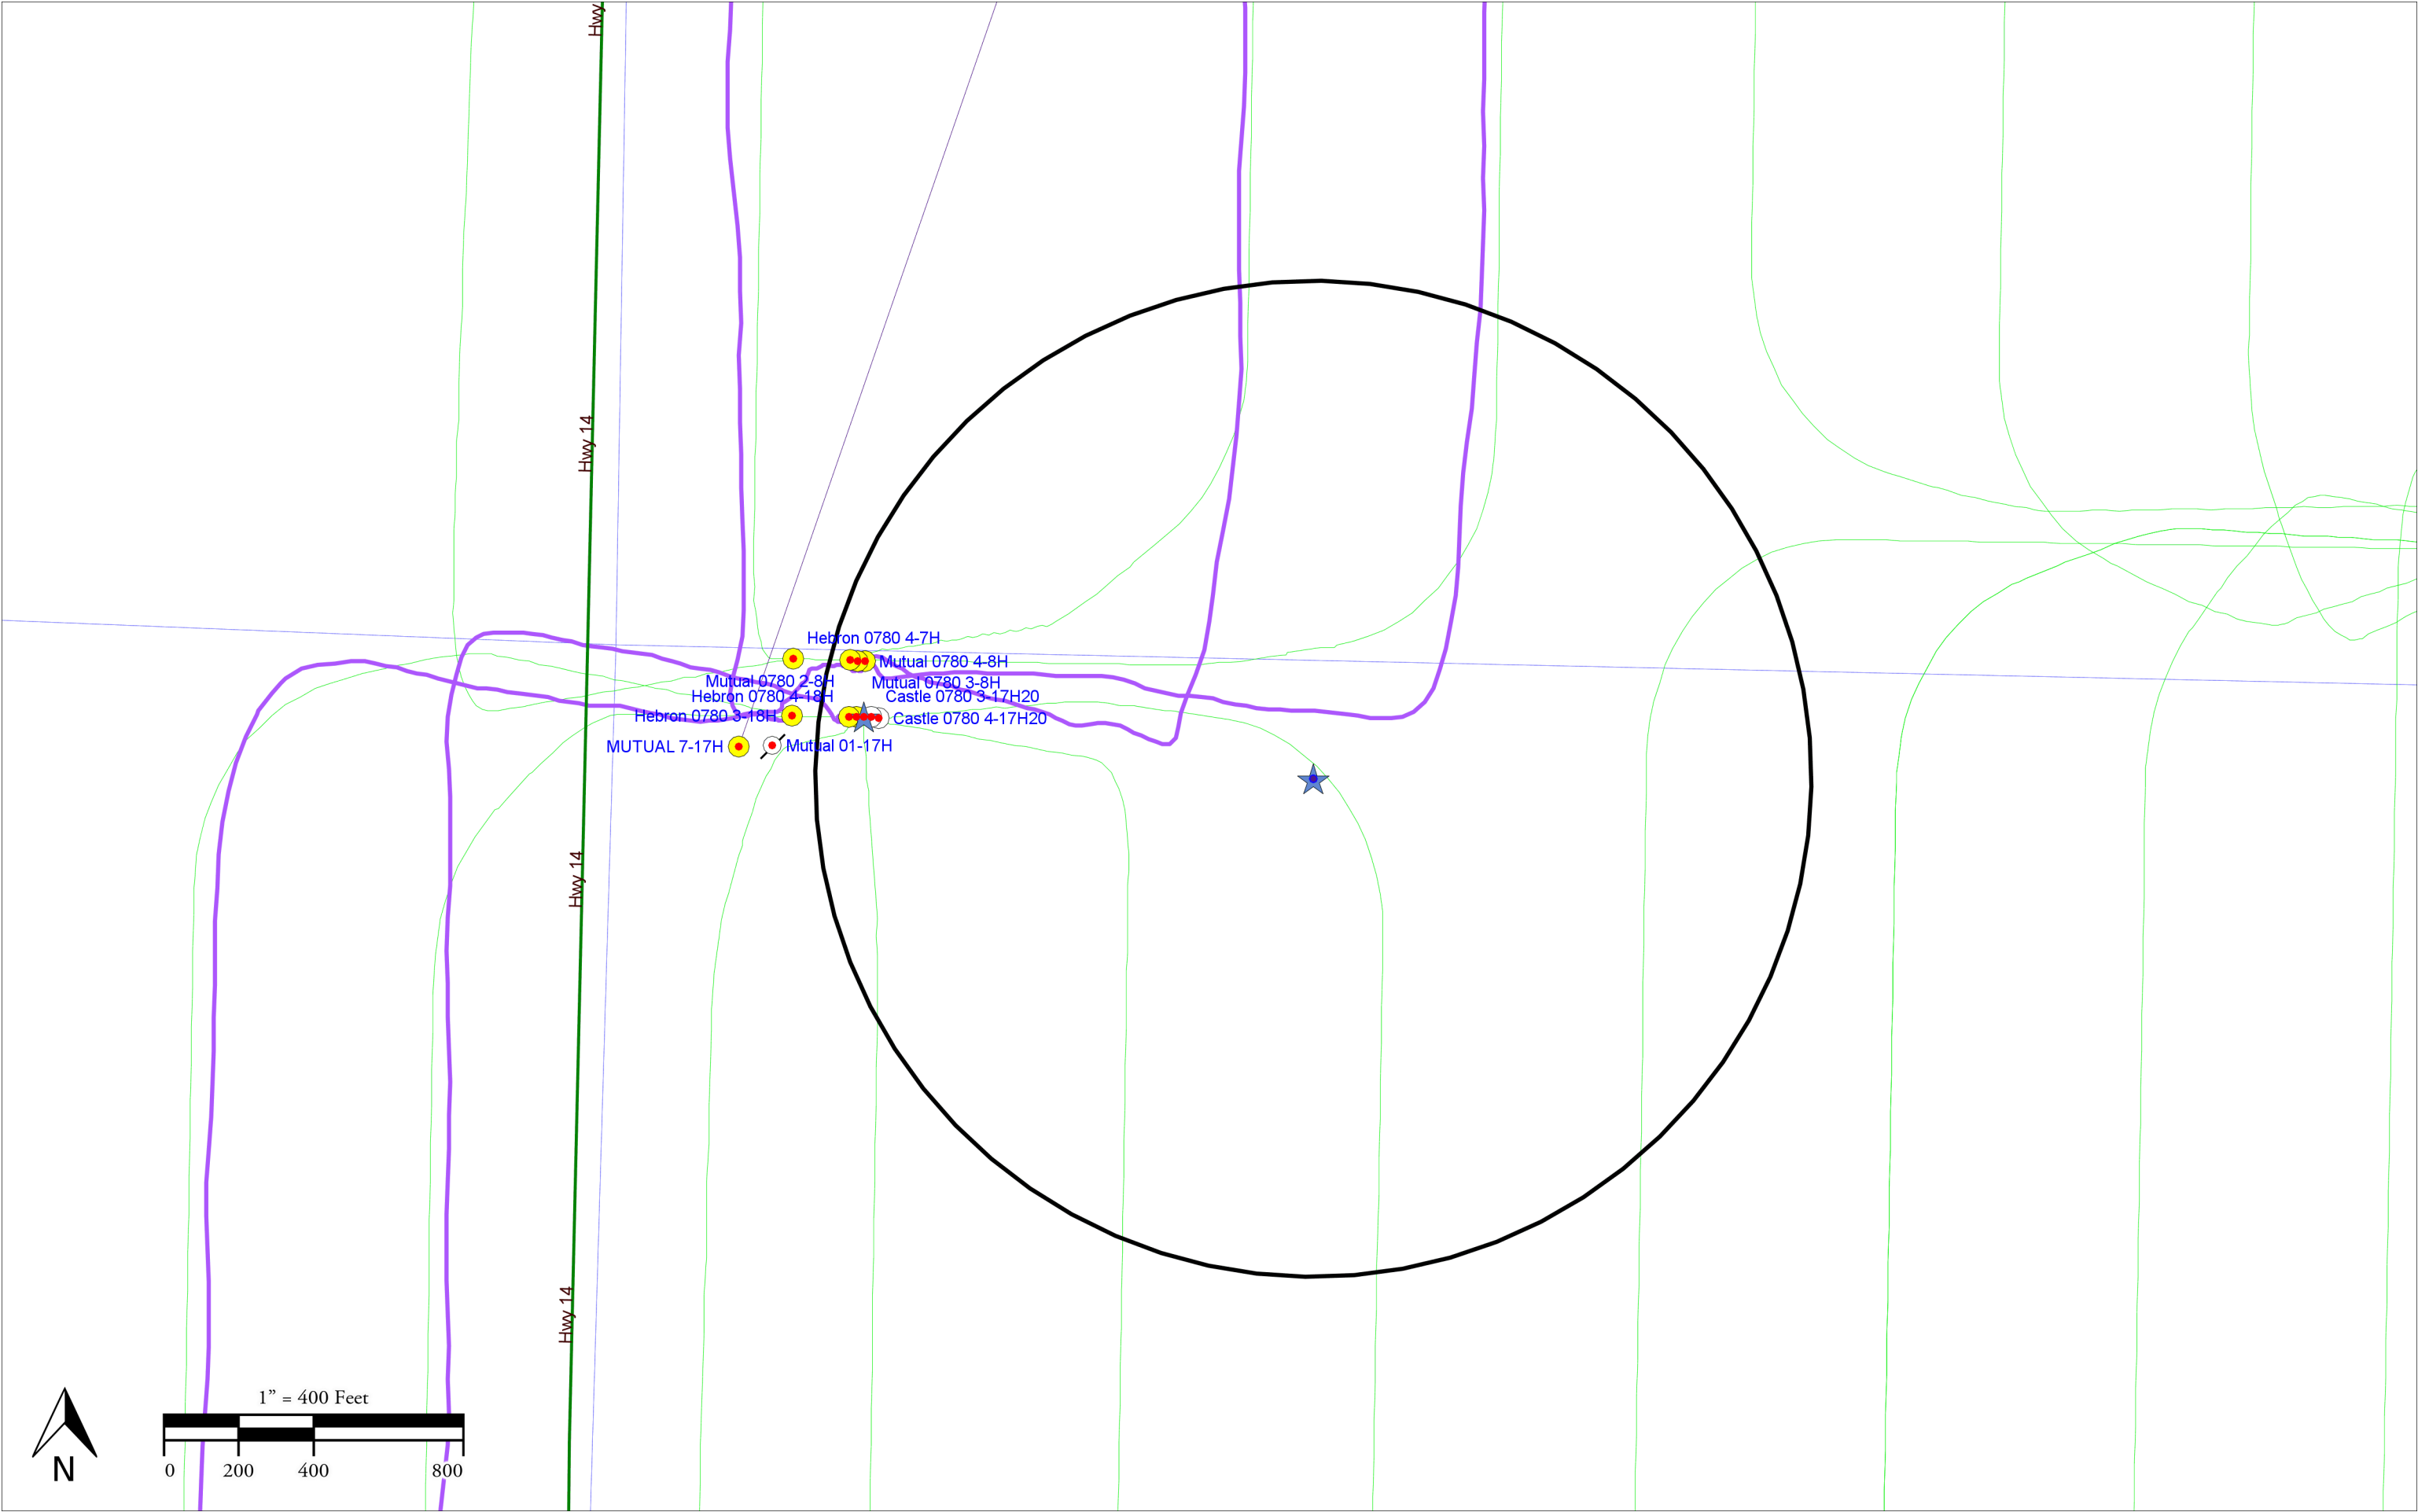 Hwy
Hwy 14
Hebron 0780 4-7H
Mutual 0780 4-8H
Mutual 0780 2-8H
Mutual 0780 3-8H
Hebron 0780 4-18H
Castle 0780 3-17H20
Hebron 0780 3-18H
Castle 0780 4-17H20
MUTUAL 7-17H
Mutual 01-17H
Hwy 14
Hwy 14
1” = 400 Feet
0 200 400 800
N